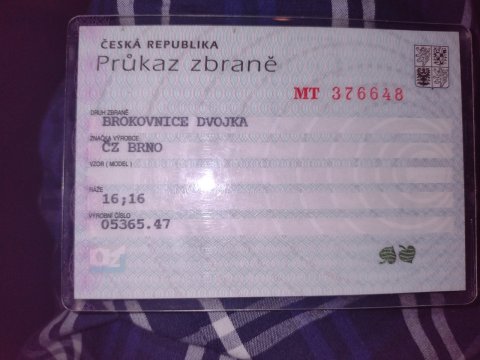 ČESKÁ REPUBLIKA
Průkaz zbraně
MT 376648
DRUH ZBRANĚ
BROKOVNICE DVOJKA
ZNAČKA VÝROBCE
ČZ BRNO
VZOR ( MODEL )
RÁŽE
16;16
VÝROBNÍ ČÍSLO
05365.47